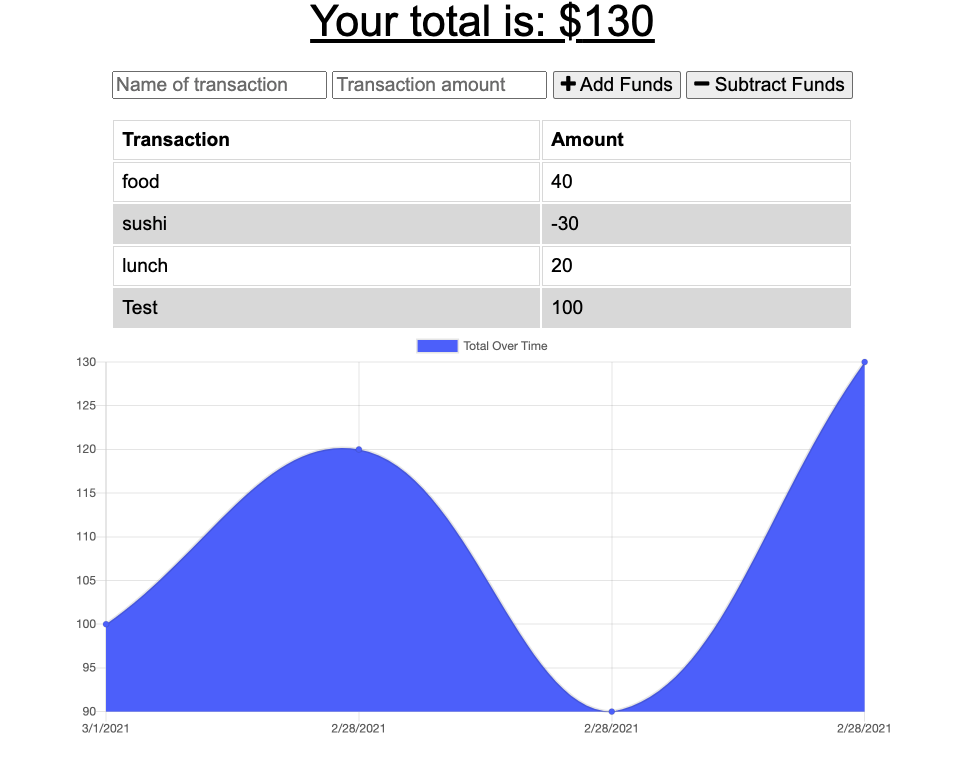 Your total is: $130
Name of transaction Transaction amount + Add Funds − Subtract Funds
Transaction Amount
food 40
sushi -30
lunch 20
Test 100
Total Over Time
130
125
120
115
110
105
100
95
90
3/1/2021 2/28/2021 2/28/2021 2/28/2021